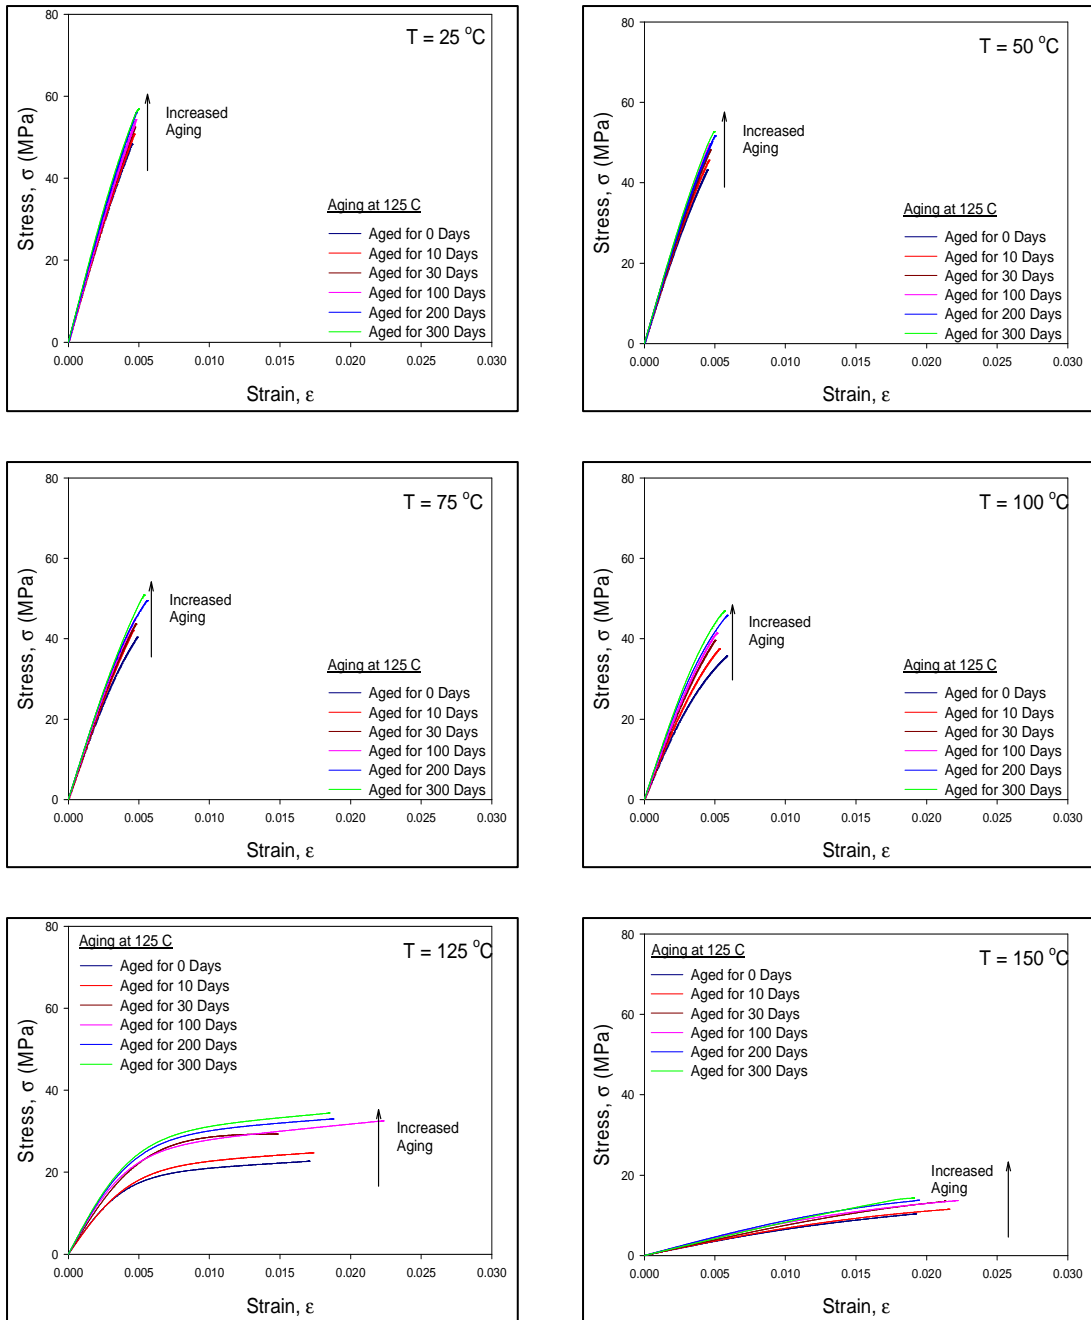 T = 25 °C
Stress, σ (MPa)
80
60
40
20
0
Increased
Aging
Aging at 125 C
Aged for 0 Days
Aged for 10 Days
Aged for 30 Days
Aged for 100 Days
Aged for 200 Days
Aged for 300 Days
0.000 0.005 0.010 0.015 0.020 0.025 0.030
Strain, ε
T = 50 °C
Stress, σ (MPa)
80
60
40
20
0
Increased
Aging
Aging at 125 C
Aged for 0 Days
Aged for 10 Days
Aged for 30 Days
Aged for 100 Days
Aged for 200 Days
Aged for 300 Days
0.000 0.005 0.010 0.015 0.020 0.025 0.030
Strain, ε
T = 75 °C
Stress, σ (MPa)
80
60
40
20
0
Increased
Aging
Aging at 125 C
Aged for 0 Days
Aged for 10 Days
Aged for 30 Days
Aged for 100 Days
Aged for 200 Days
Aged for 300 Days
0.000 0.005 0.010 0.015 0.020 0.025 0.030
Strain, ε
T = 100 °C
Stress, σ (MPa)
80
60
40
20
0
Increased
Aging
Aging at 125 C
Aged for 0 Days
Aged for 10 Days
Aged for 30 Days
Aged for 100 Days
Aged for 200 Days
Aged for 300 Days
0.000 0.005 0.010 0.015 0.020 0.025 0.030
Strain, ε
T = 125 °C
Stress, σ (MPa)
80
60
40
20
0
Aging at 125 C
Aged for 0 Days
Aged for 10 Days
Aged for 30 Days
Aged for 100 Days
Aged for 200 Days
Aged for 300 Days
Increased
Aging
0.000 0.005 0.010 0.015 0.020 0.025 0.030
Strain, ε
T = 150 °C
Stress, σ (MPa)
80
60
40
20
0
Aging at 125 C
Aged for 0 Days
Aged for 10 Days
Aged for 30 Days
Aged for 100 Days
Aged for 200 Days
Aged for 300 Days
Increased
Aging
0.000 0.005 0.010 0.015 0.020 0.025 0.030
Strain, ε